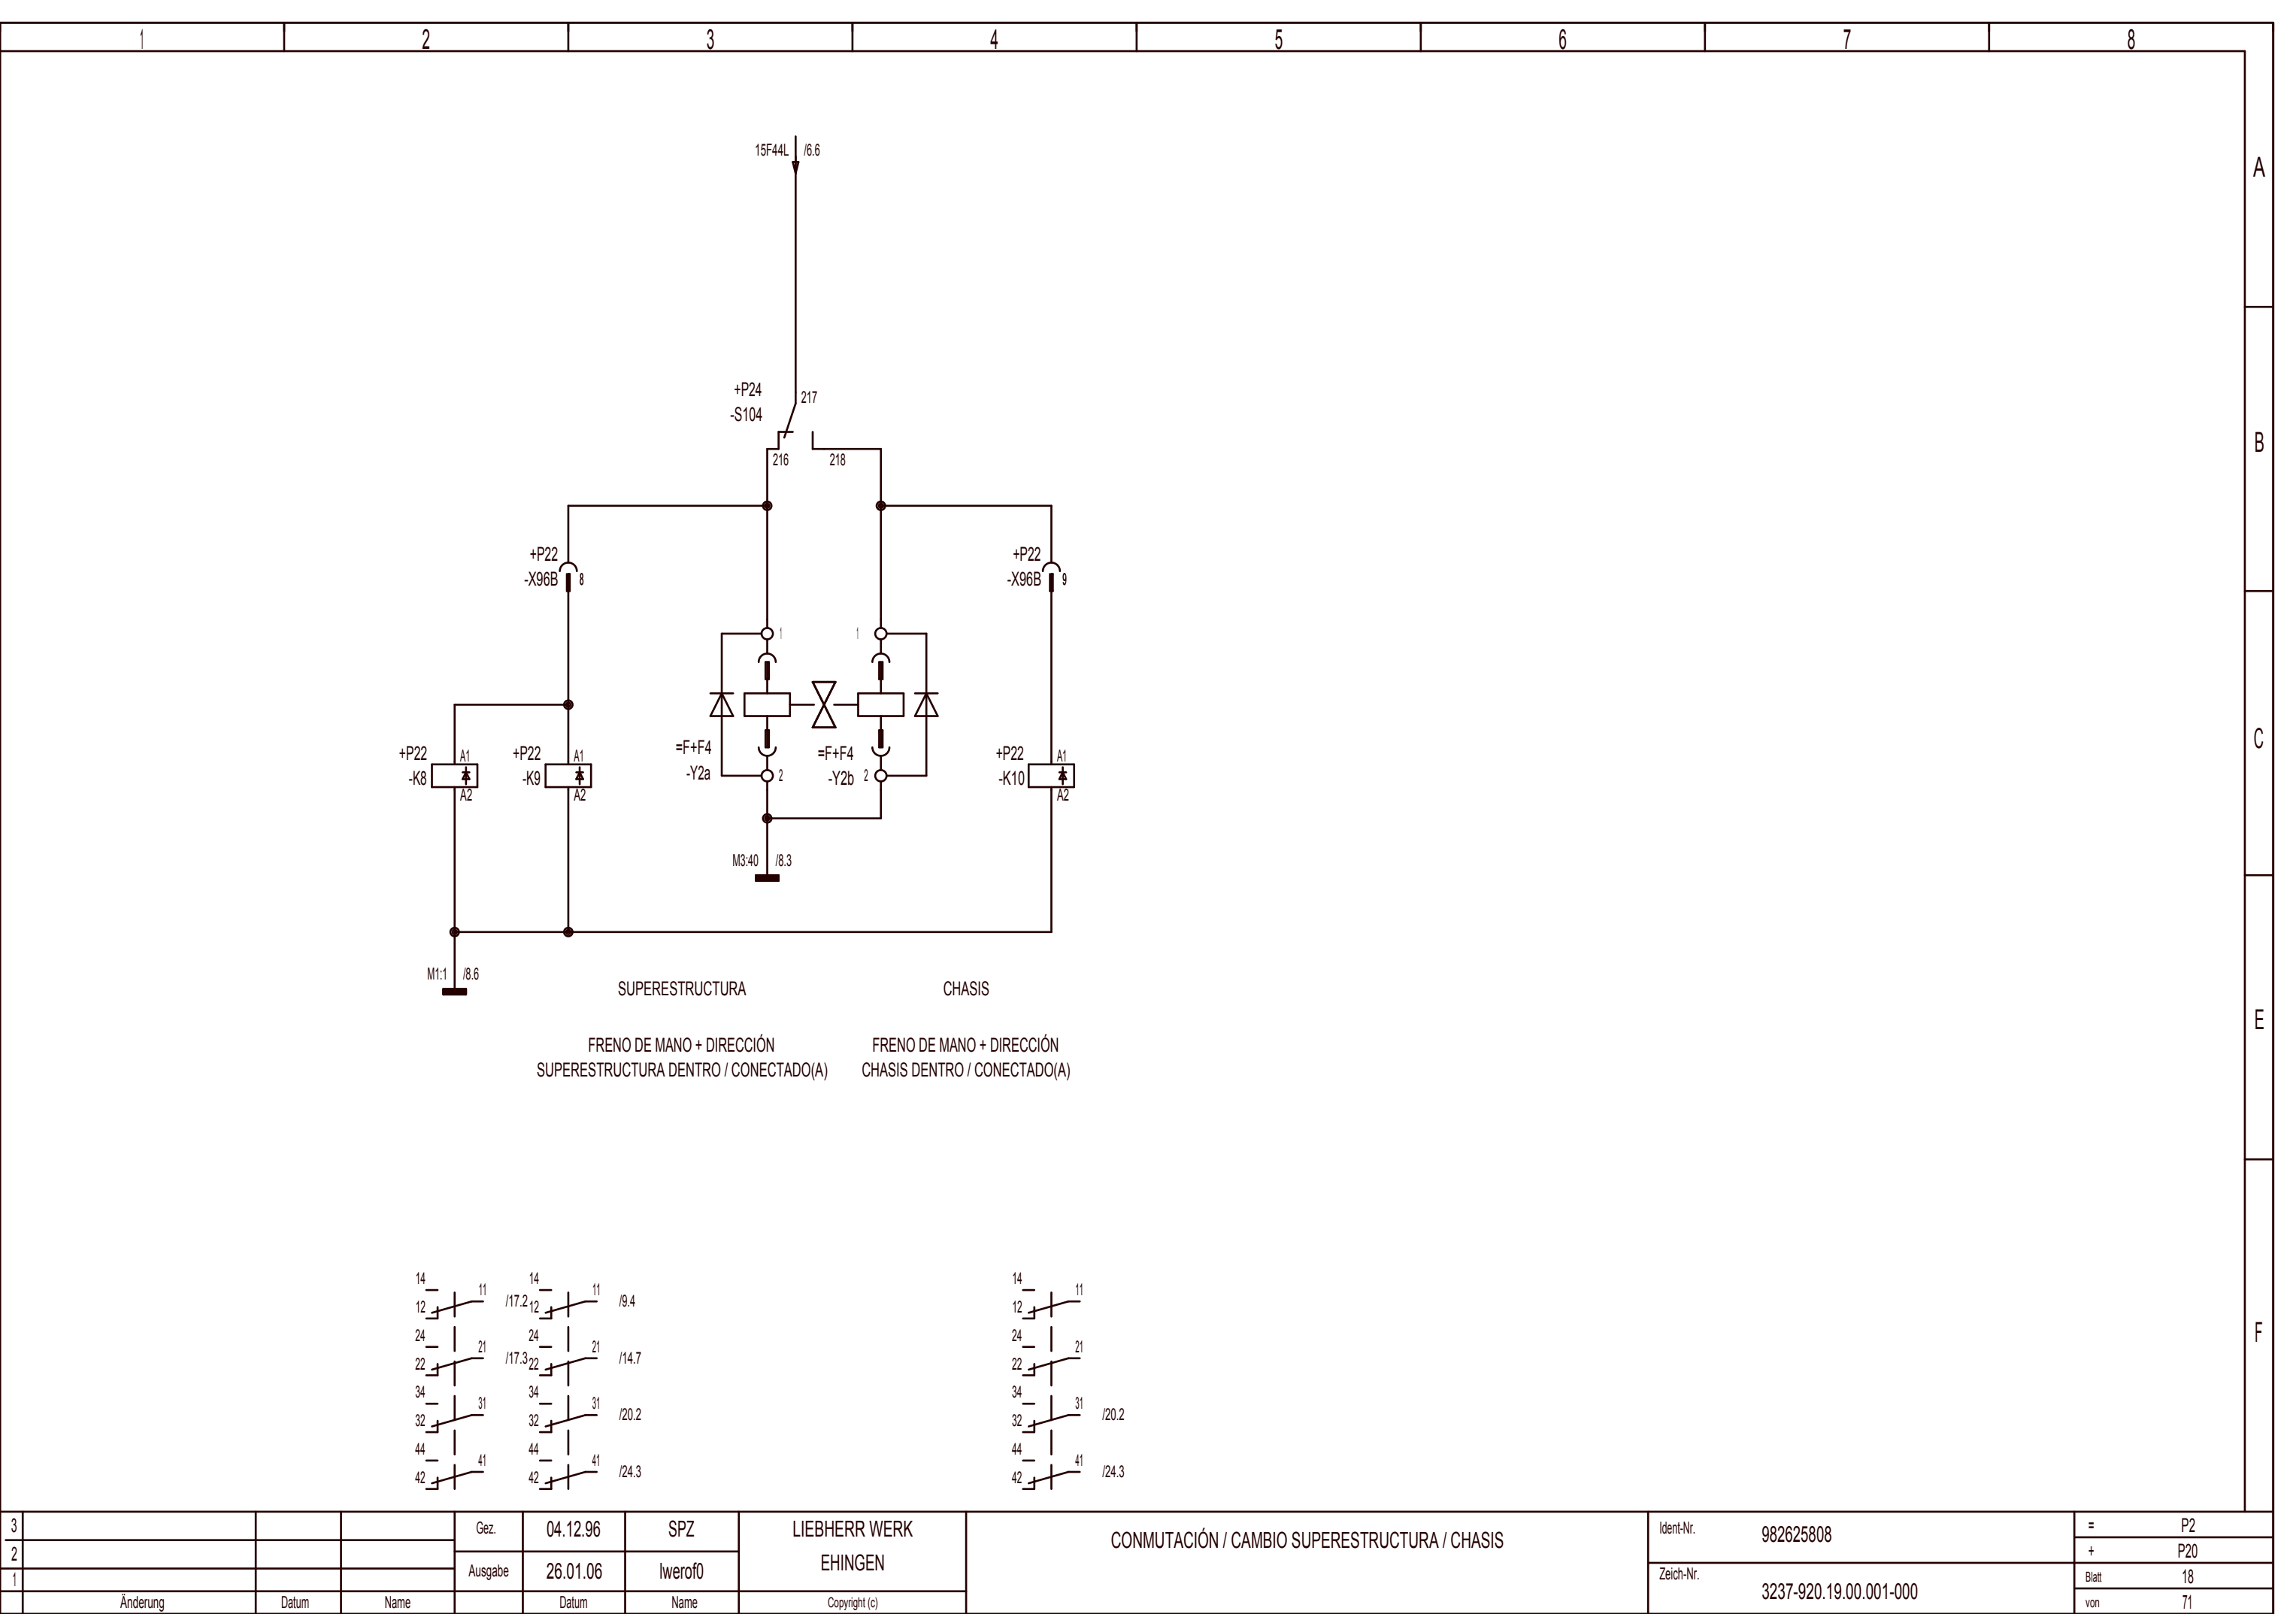 1 2 3 4 5 6 7 8
A
B
C
E
F
15F44L /6.6
+P24
-S104
217
216 218
+P22
-X96B 8
+P22
-X96B 9
1 1
+P22
-K8
A1
A2
+P22
-K9
A1
A2
=F+F4
-Y2a
2
=F+F4
-Y2b
2
+P22
-K10
A1
A2
M3:40 /8.3
M1:1 /8.6
SUPERESTRUCTURA CHASIS
FRENO DE MANO + DIRECCIÓN
SUPERESTRUCTURA DENTRO / CONECTADO(A)
FRENO DE MANO + DIRECCIÓN
CHASIS DENTRO / CONECTADO(A)
14 11 14 11 14 11
12 /17.2 12 /9.4 12
24 21 24 21 24 21
22 /17.3 22 /14.7 22
34 31 34 31 34 31
32 32 /20.2 32 /20.2
44 41 44 41 44 41
42 42 /24.3 42 /24.3
3
2
1
Änderung Datum Name
Gez. 04.12.96 SPZ
Ausgabe 26.01.06 lwerof0
Datum Name
LIEBHERR WERK
EHINGEN
Copyright (c)
CONMUTACIÓN / CAMBIO SUPERESTRUCTURA / CHASIS
Ident-Nr. 982625808
Zeich-Nr. 3237-920.19.00.001-000
= P2
+ P20
Blatt 18
von 71